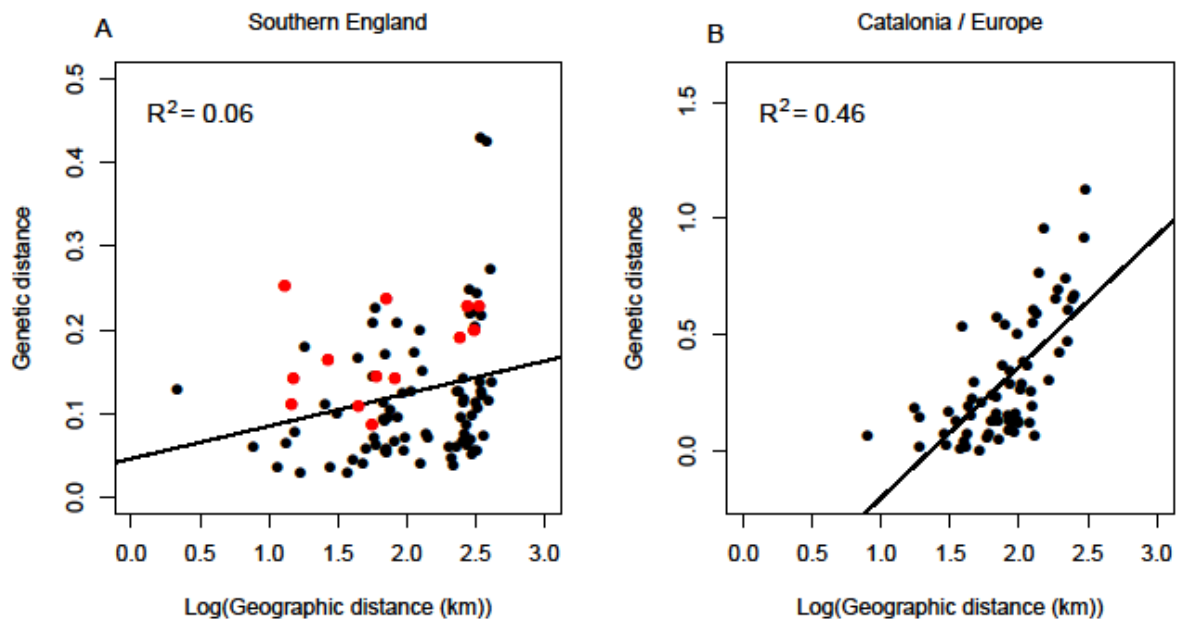 A
Southern England
R² = 0.06
Genetic distance
0.5
0.4
0.3
0.2
0.1
0.0
0.0 0.5 1.0 1.5 2.0 2.5 3.0
Log(Geographic distance (km))
B
Catalonia / Europe
R² = 0.46
Genetic distance
1.5
1.0
0.5
0.0
0.0 0.5 1.0 1.5 2.0 2.5 3.0
Log(Geographic distance (km))